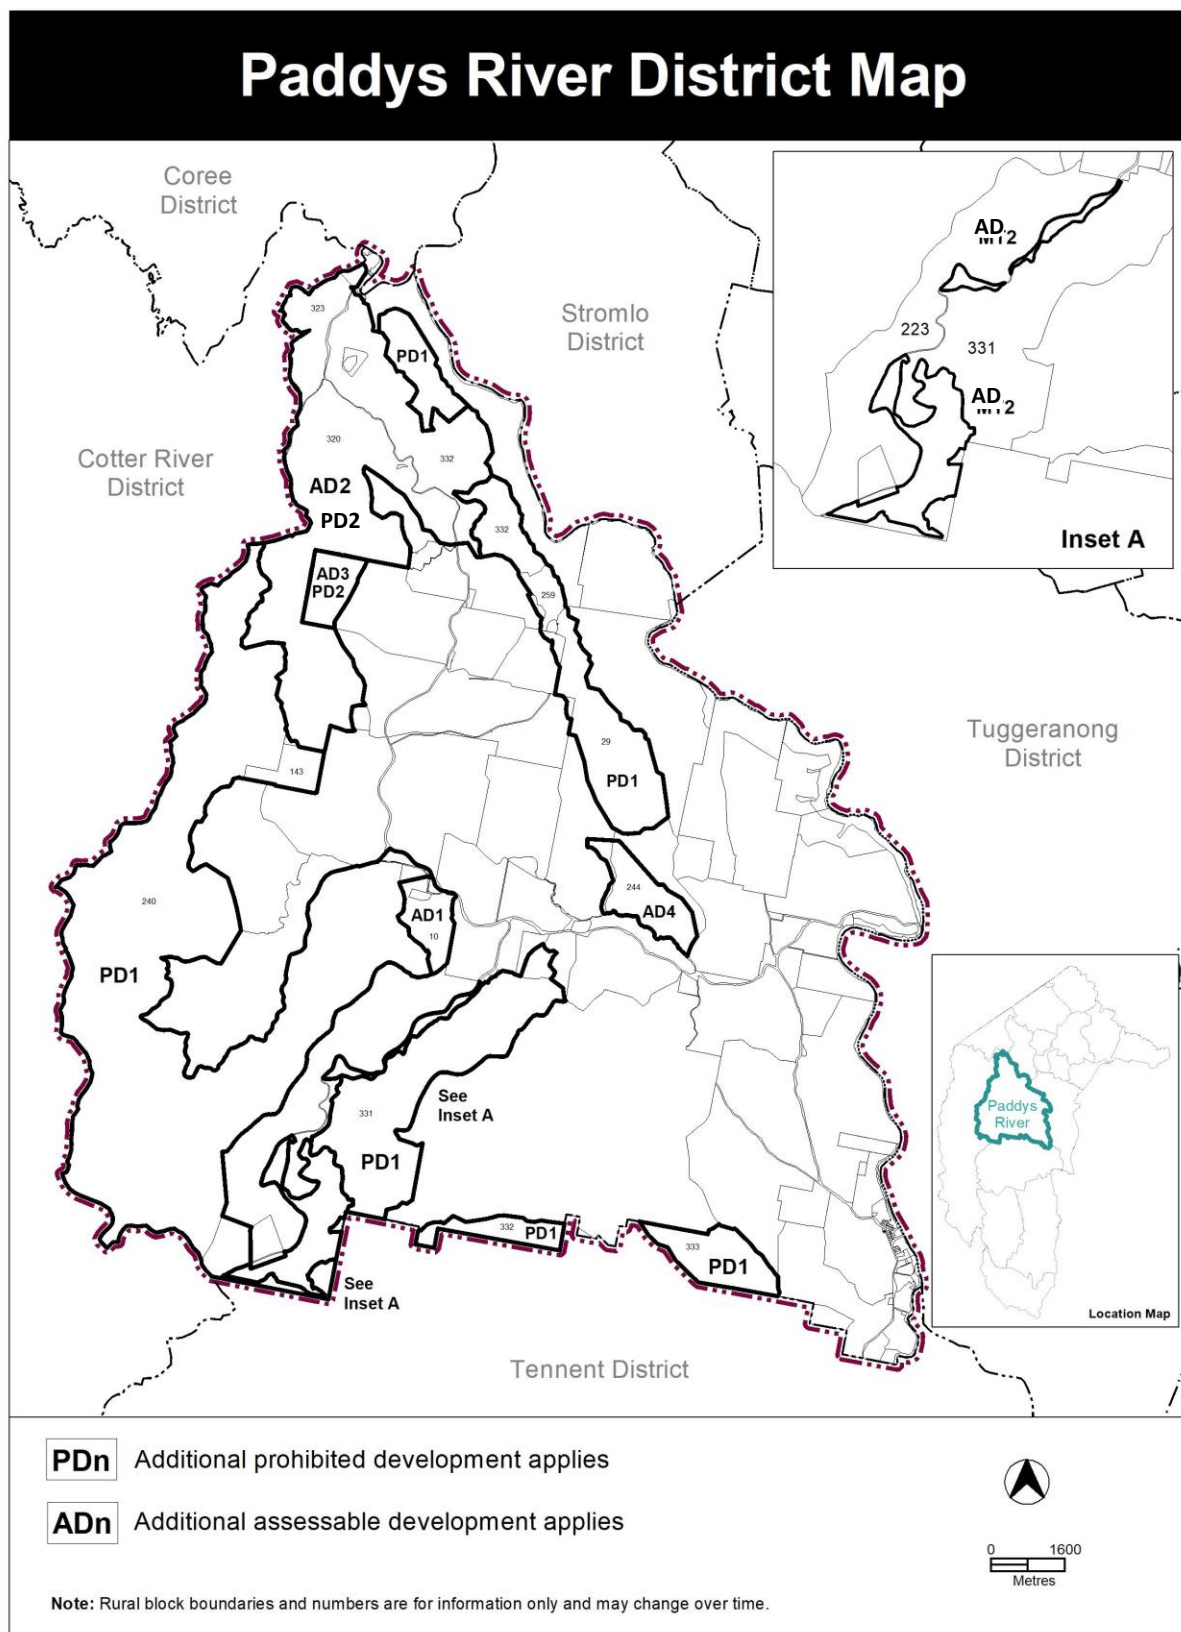 Paddys River District Map
Coree
District
Stromlo
District
Cotter River
District
Tuggeranong
District
Tennent District
323
PD1
320
332
AD2
PD2
332
AD3
PD2
259
29
PD1
143
244
AD4
240
AD1
10
PD1
See
Inset A
331
PD1
332
PD1
333
PD1
See
Inset A
AD
2
223
331
AD
2
Inset A
Paddys
River
Location Map
PDn Additional prohibited development applies
ADn Additional assessable development applies
0 1600
Metres
Note: Rural block boundaries and numbers are for information only and may change over time.